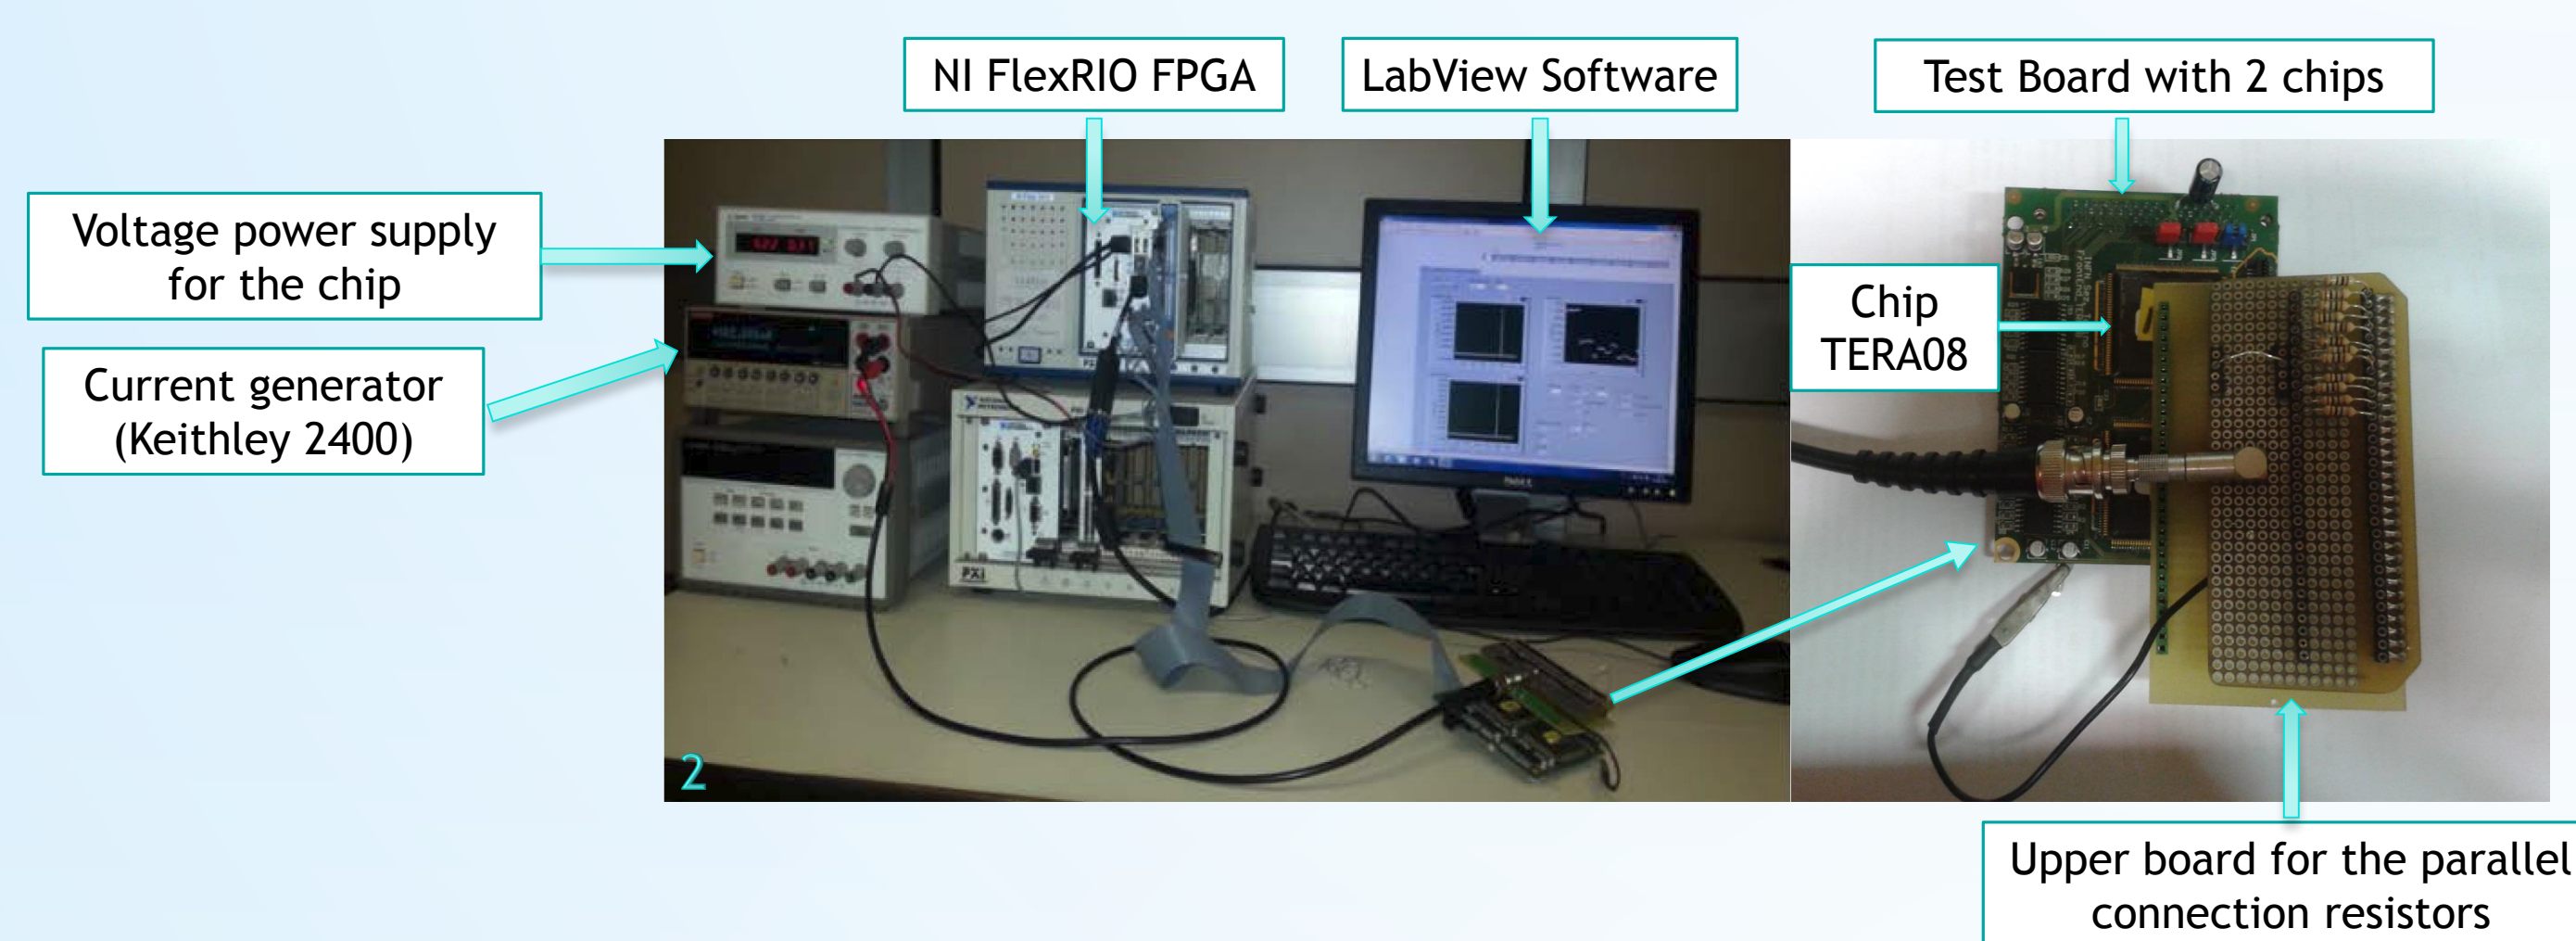 NI FlexRIO FPGA
LabView Software
Test Board with 2 chips
Voltage power supply
for the chip
Current generator
(Keithley 2400)
Chip
TERA08
PXI
2
Upper board for the parallel
connection resistors